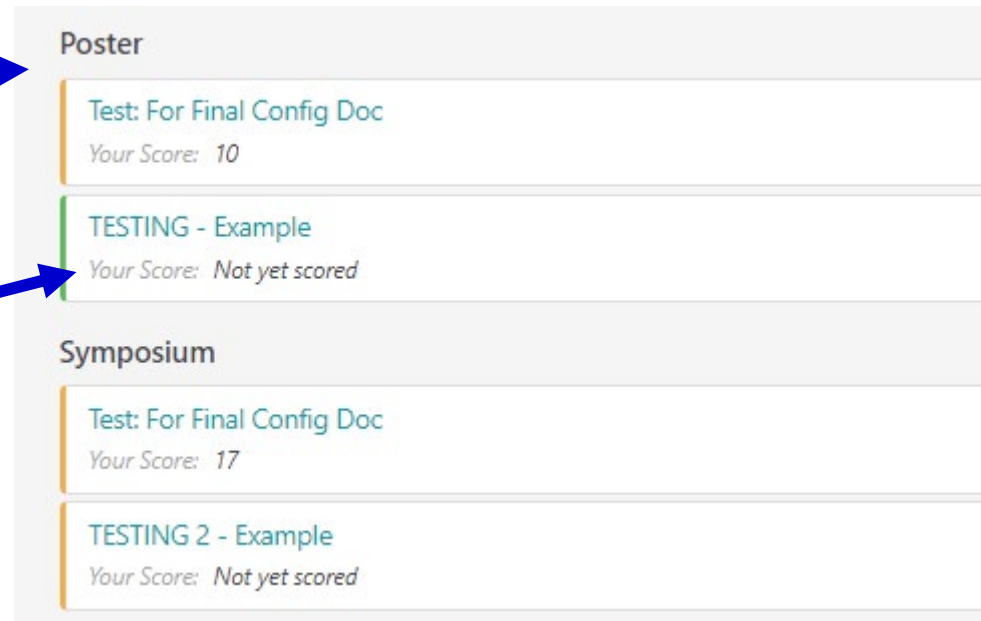 Poster
Test: For Final Config Doc
Your Score: 10
TESTING - Example
Your Score: Not yet scored
Symposium
Test: For Final Config Doc
Your Score: 17
TESTING 2 - Example
Your Score: Not yet scored